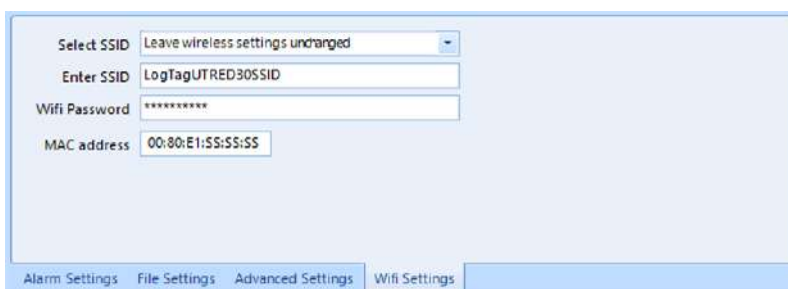 Select SSID Leave wireless settings unchanged
Enter SSID LogTagUTRED30SSID
Wifi Password **********
MAC address 00:80:E1:SS:SS:SS
Alarm Settings File Settings Advanced Settings Wifi Settings